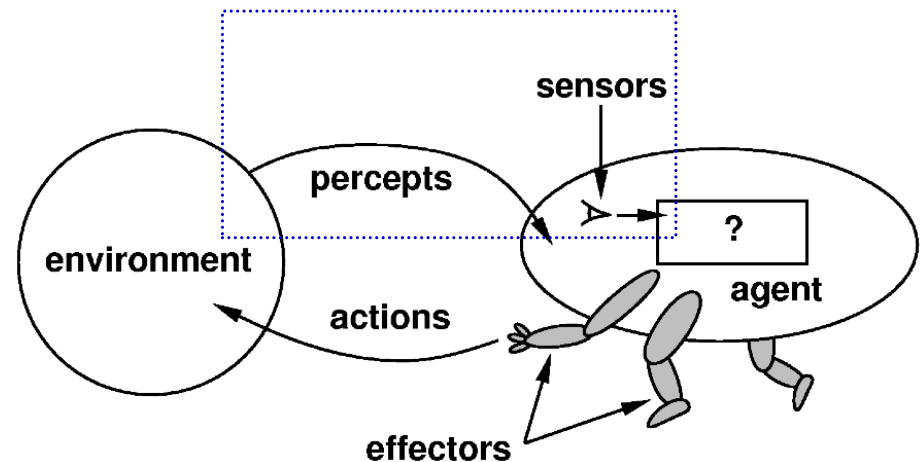 sensors
percepts
?
environment
agent
actions
effectors